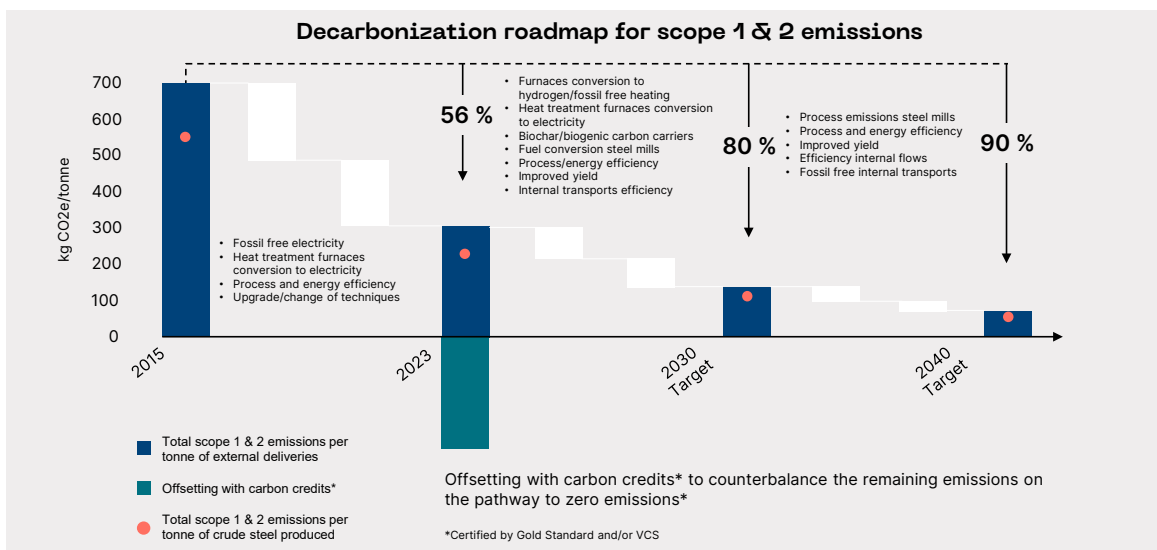 Decarbonization roadmap for scope 1 & 2 emissions
kg CO2e/tonne
700
600
500
400
300
200
100
0
• Fossil free electricity
• Heat treatment furnaces
conversion to electricity
• Process and energy efficiency
• Upgrade/change of techniques
56 %
• Furnaces conversion to
hydrogen/fossil free heating
• Heat treatment furnaces conversion
to electricity
• Biochar/biogenic carbon carriers
• Fuel conversion steel mills
• Process/energy efficiency
• Improved yield
• Internal transports efficiency
80 %
• Process emissions steel mills
• Process and energy efficiency
• Improved yield
• Efficiency internal flows
• Fossil free internal transports
90 %
2015
2023
2030
Target
2040
Target
Total scope 1 & 2 emissions per
tonne of external deliveries
Offsetting with carbon credits*
Total scope 1 & 2 emissions per
tonne of crude steel produced
Offsetting with carbon credits* to counterbalance the remaining emissions on
the pathway to zero emissions*
*Certified by Gold Standard and/or VCS